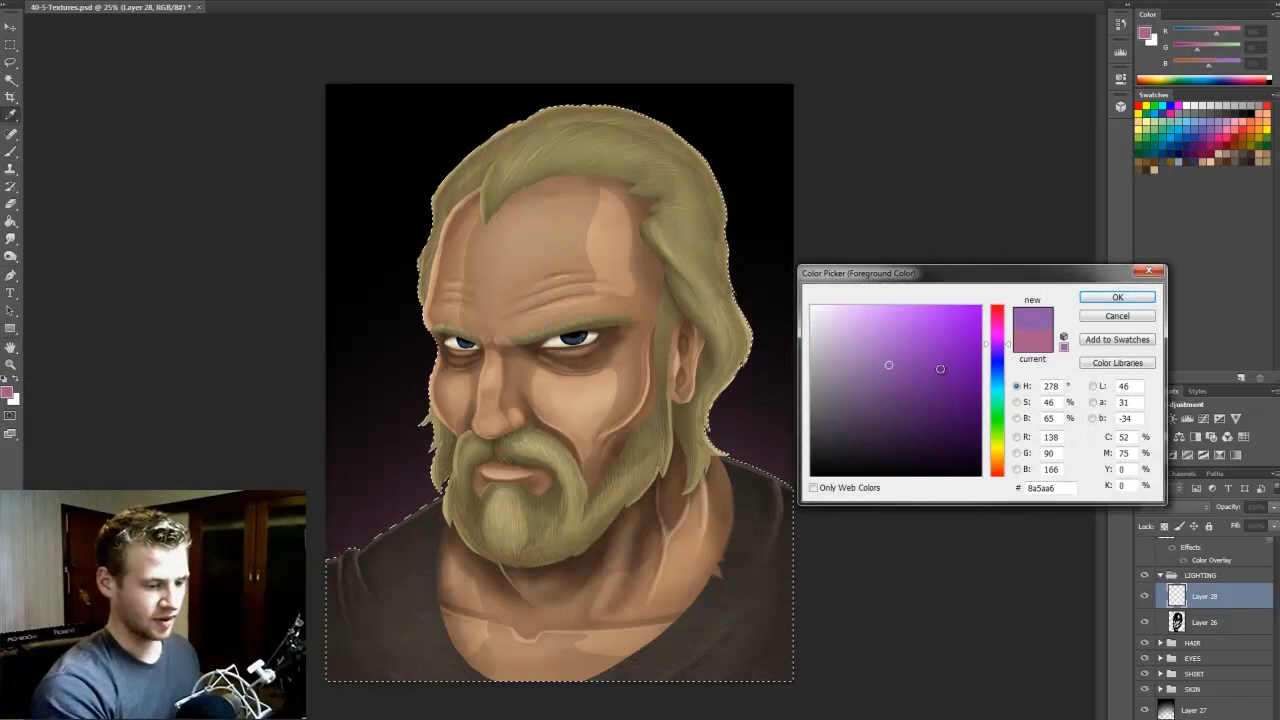 40-5-Textures.psd @ 25% (Layer 28, RGB/8#) *
Color
R
G
B
Swatches
Color Picker (Foreground Color)
new
current
OK
Cancel
Add to Swatches
Color Libraries
H: 278 °
S: 46 %
B: 65 %
R: 138
G: 90
B: 166
# 8a5aa6
L: 46
a: 31
b: -34
C: 52 %
M: 75 %
Y: 0 %
K: 0 %
Only Web Colors
Styles
Paths
Opacity:
Lock:
Fill:
Effects
Color Overlay
LIGHTING
Layer 28
Layer 26
HAIR
EYES
SHIRT
SKIN
Layer 27